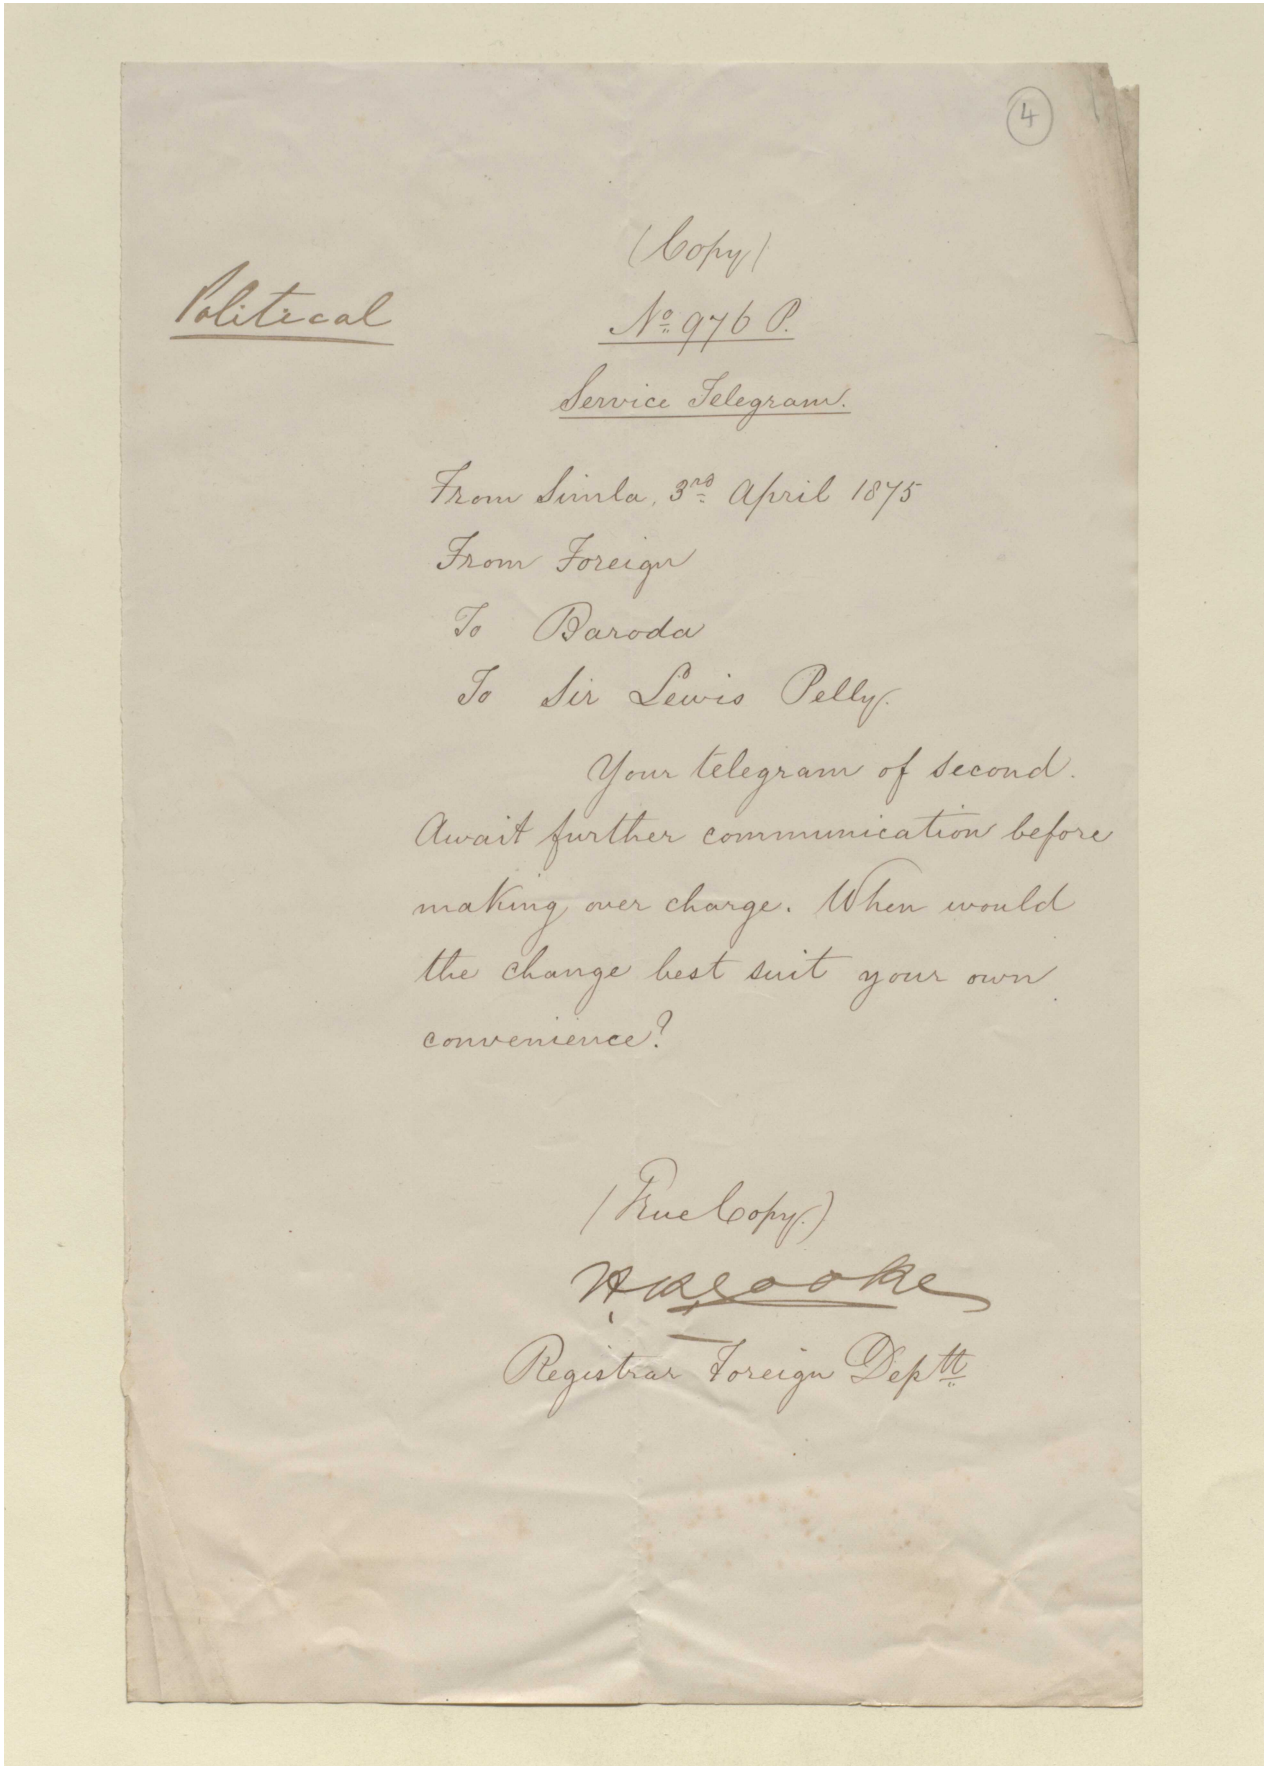 4
(Copy)
Political
No 976 P.
Service Telegram.
From Simla, 3rd April 1875
From Foreign
To Baroda
To Sir Lewis Pelly.
Your telegram of second.
Await further communication before
making over charge. When would
the change best suit your own
convenience?
(True Copy.)
Cooke
Registrar Foreign Deptt